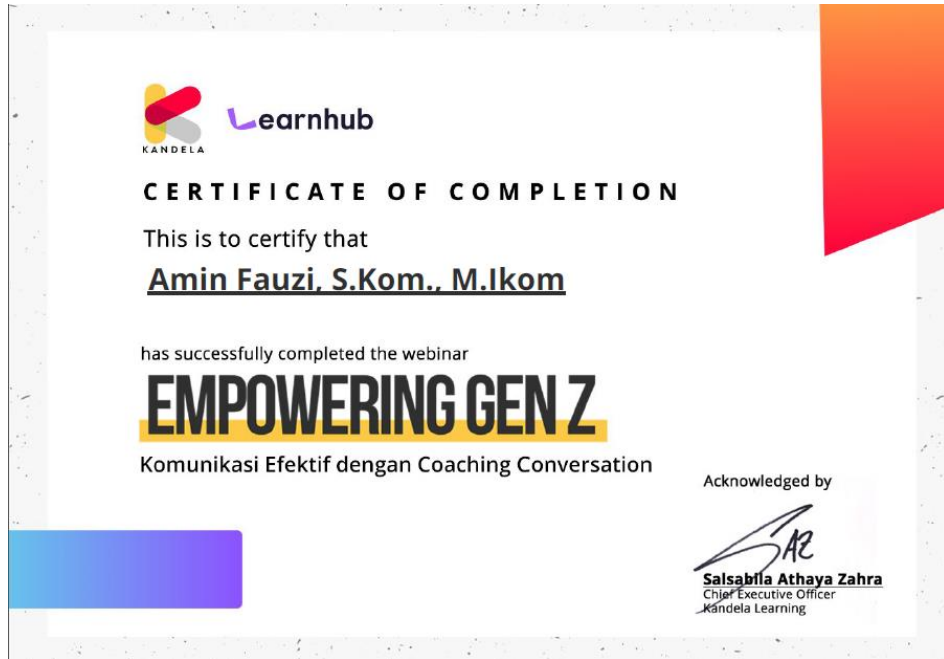 KANDELA
Learnhub
CERTIFICATE OF COMPLETION
This is to certify that
Amin Fauzi, S.Kom., M.Ikom
has successfully completed the webinar
EMPOWERING GEN Z
Komunikasi Efektif dengan Coaching Conversation
Acknowledged by
SAZ
Salsabila Athaya Zahra
Chief Executive Officer
Kandela Learning